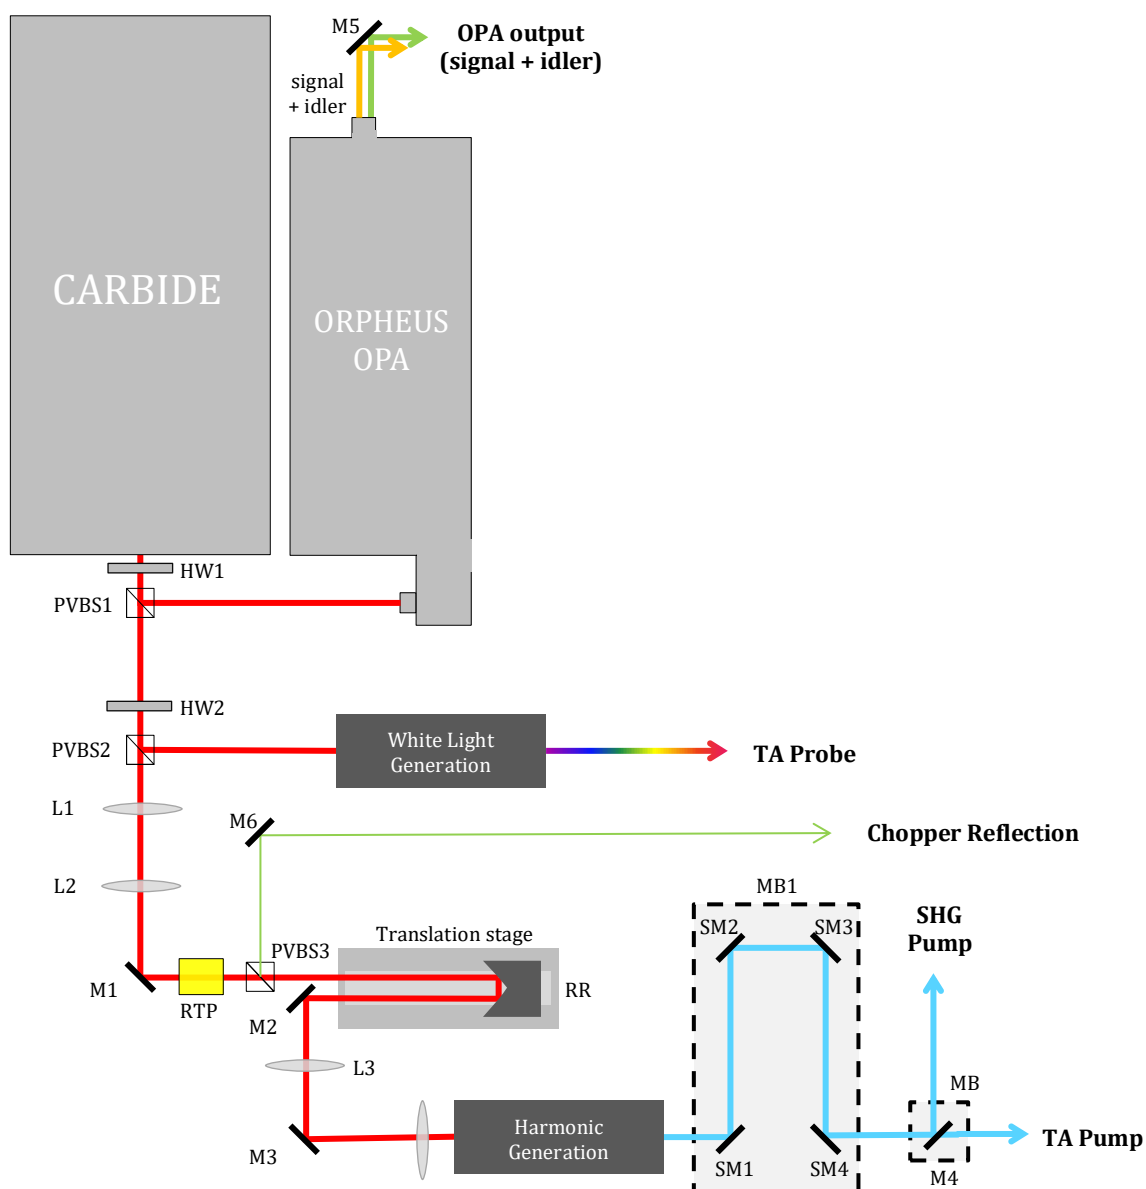 M5
OPA output
(signal + idler)
signal
+ idler
CARBIDE
ORPHEUS
OPA
HW1
PVBS1
HW2
PVBS2
White Light
Generation
TA Probe
L1
M6
Chopper Reflection
L2
MB1
SM2
SM3
SHG
Pump
Translation stage
PVBS3
M1
RTP
M2
RR
L3
MB
M3
Harmonic
Generation
SM1
SM4
M4
TA Pump